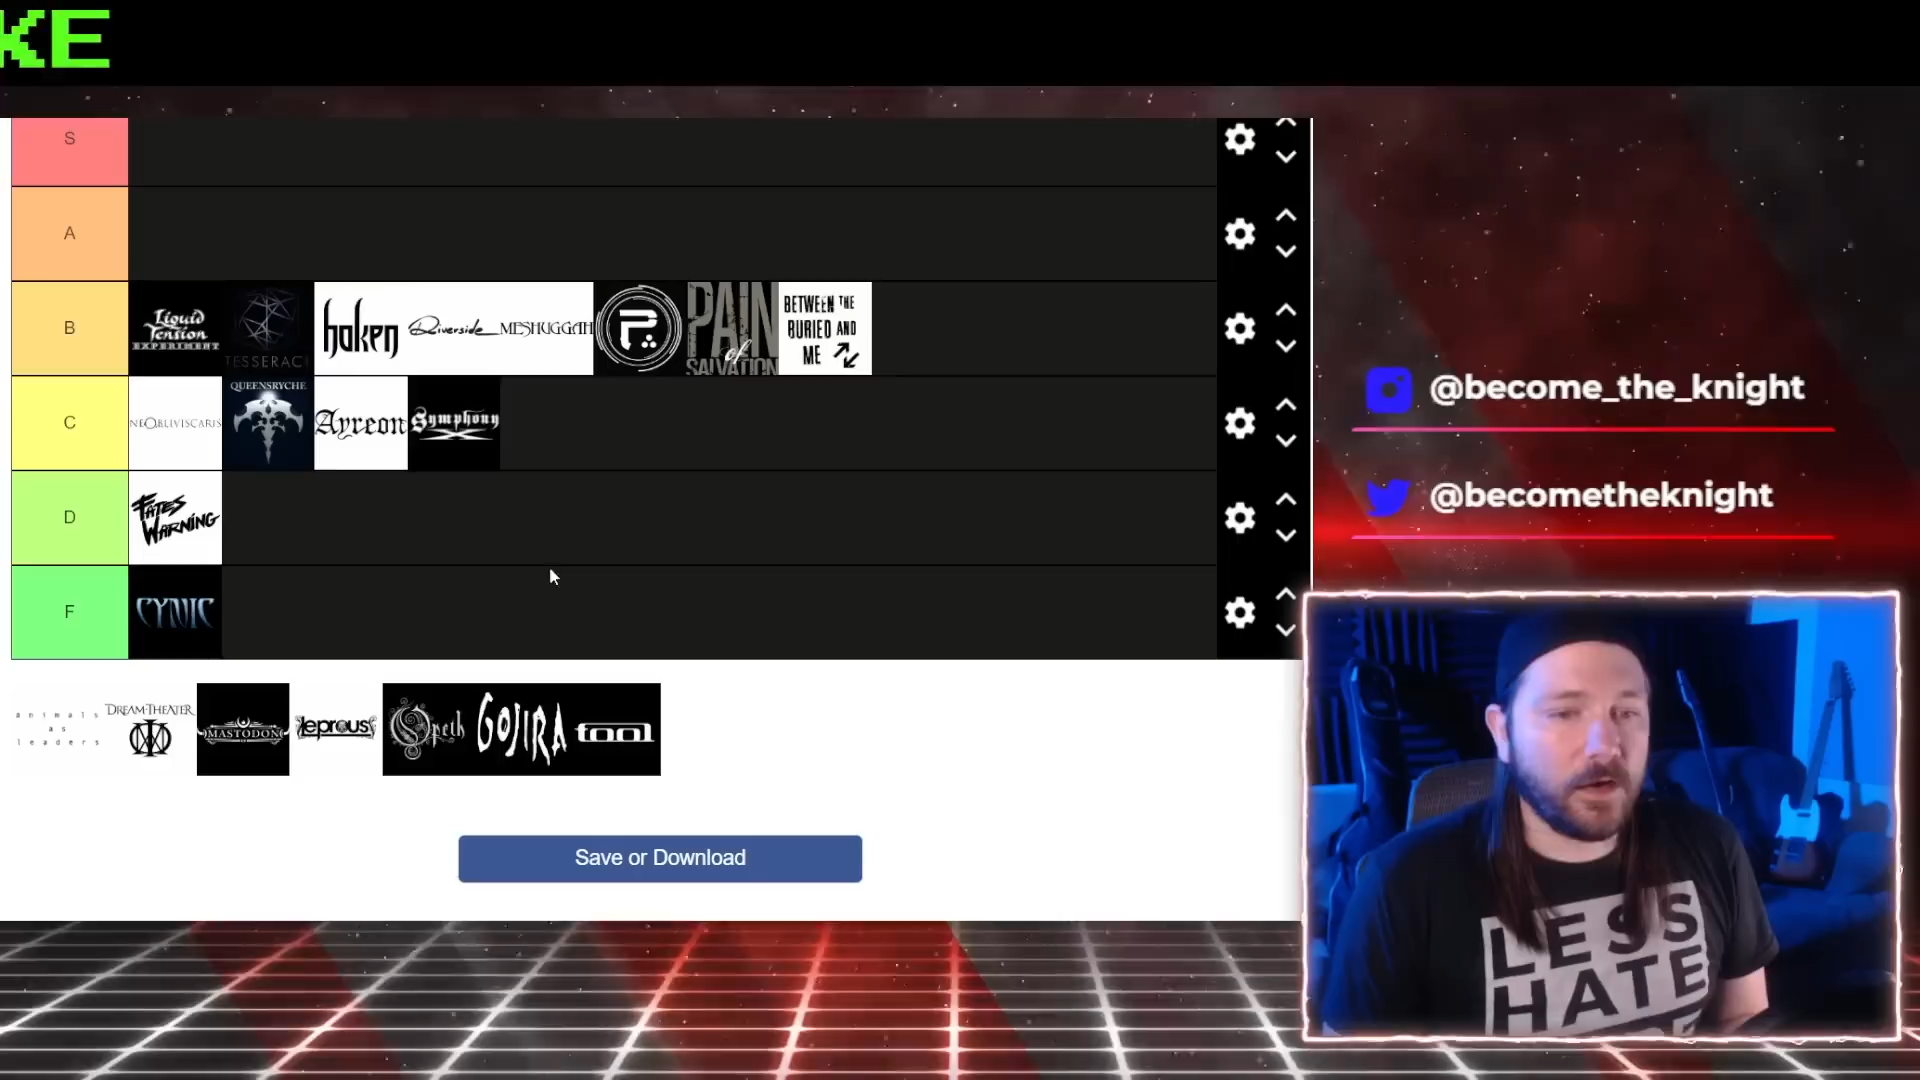 KE
S
A
B
Liquid
Tension
EXPERIMENT
TESSERACT
haken
Riverside
MESHUGGAH
P
PAIN
of
SALVATION
BETWEEN THE
BURIED AND
ME
C
NE OBLIVISCARIS
QUEENSRYCHE
Ayreon
Symphony
X
D
FATES
WARNING
F
CYNIC
animals
as
leaders
DREAM THEATER
MASTODON
leprous
Opeth
GOJIRA
TOOL
Save or Download
@become_the_knight
@becometheknight
LESS
HATE